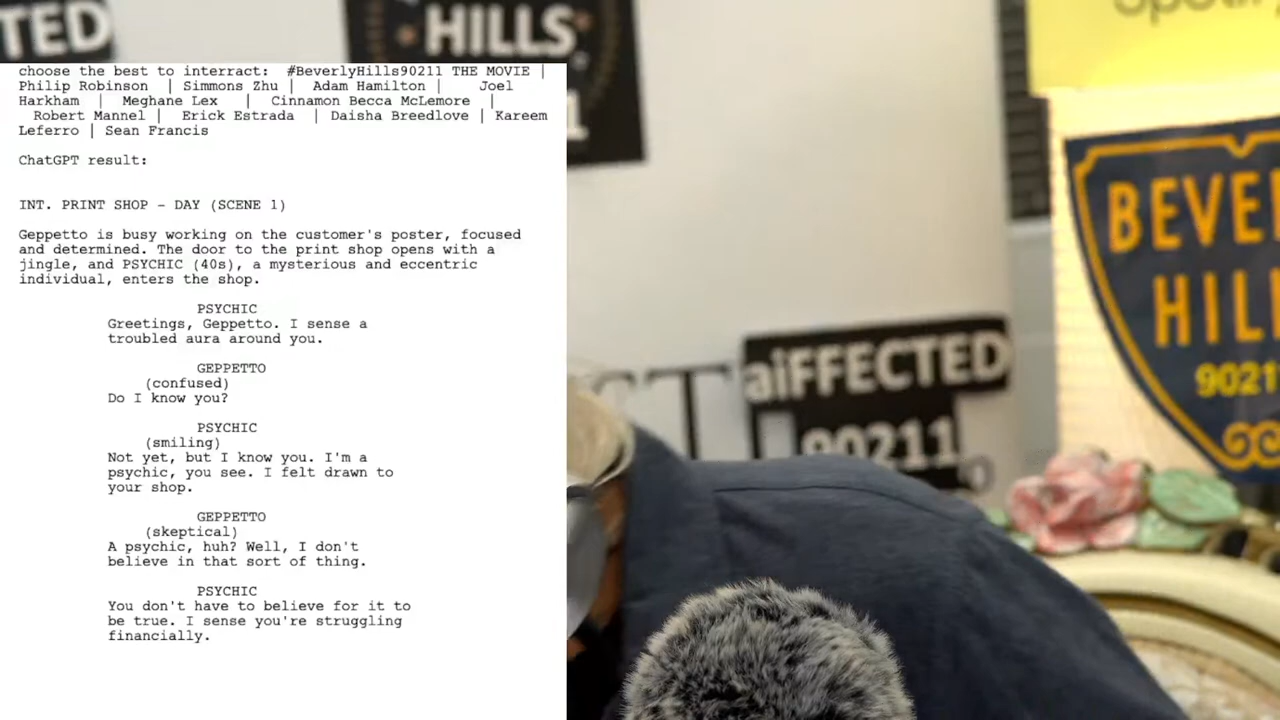 TED
HILLS
1
Spotify
choose the best to interract:  #BeverlyHills90211 THE MOVIE |
Philip Robinson  | Simmons Zhu |  Adam Hamilton |    Joel
Harkham  |  Meghane Lex   |  Cinnamon Becca McLemore  |
Robert Mannel |  Erick Estrada  | Daisha Breedlove | Kareem
Leferro | Sean Francis
ChatGPT result:
INT. PRINT SHOP – DAY (SCENE 1)
Geppetto is busy working on the customer's poster, focused
and determined. The door to the print shop opens with a
jingle, and PSYCHIC (40s), a mysterious and eccentric
individual, enters the shop.
PSYCHIC
Greetings, Geppetto. I sense a
troubled aura around you.
GEPPETTO
(confused)
Do I know you?
PSYCHIC
(smiling)
Not yet, but I know you. I'm a
psychic, you see. I felt drawn to
your shop.
GEPPETTO
(skeptical)
A psychic, huh? Well, I don't
believe in that sort of thing.
PSYCHIC
You don't have to believe for it to
be true. I sense you're struggling
financially.
ST
aiFFECTED
90211
BEVE
HIL
9021